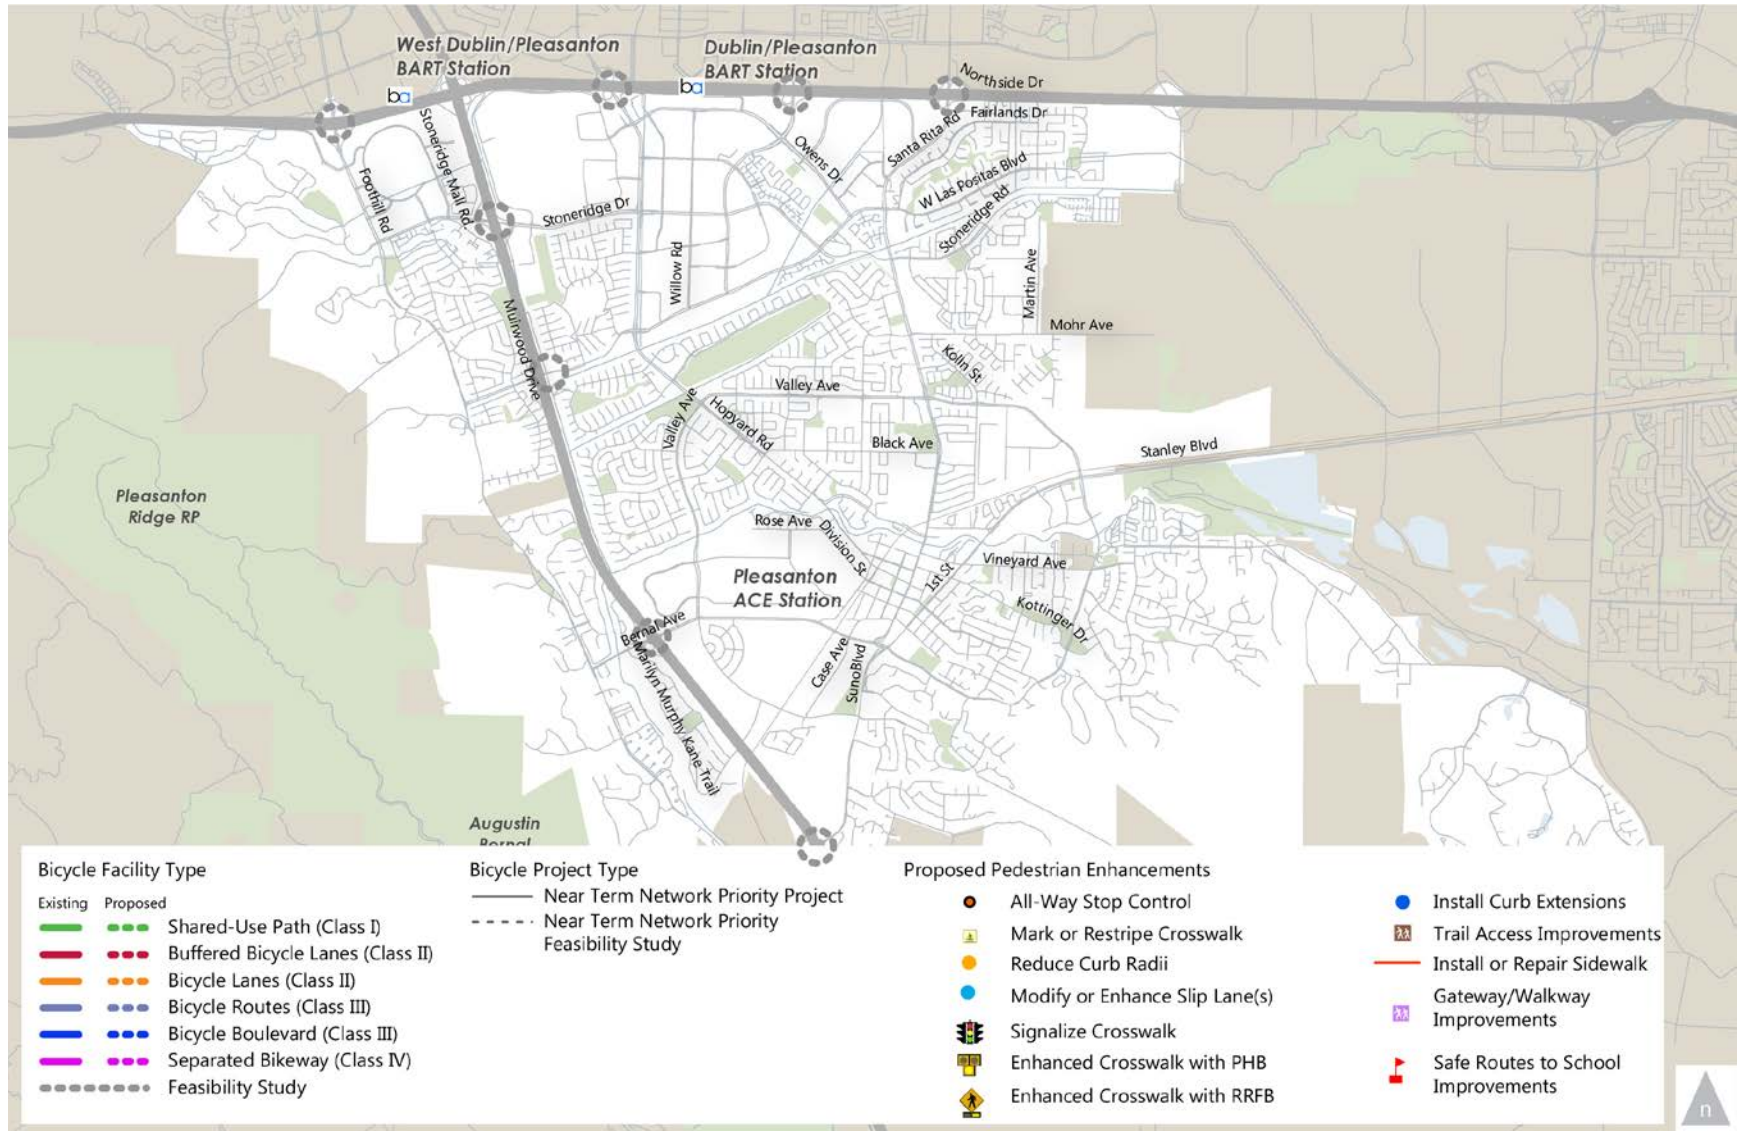 West Dublin/Pleasanton
BART Station
Dublin/Pleasanton
BART Station
ba
ba
Northside Dr
Fairlands Dr
Santa Rita Rd
Stoneridge Mall Rd.
Owens Dr
W Las Positas Blvd
Foothill Rd
Stoneridge Dr
Stoneridge Rd
Willow Rd
Martin Ave
Mohr Ave
Muirwood Drive
Kolln St
Valley Ave
Valley Ave
Hopyard Rd
Black Ave
Stanley Blvd
Pleasanton
Ridge RP
Rose Ave
Division St
Vineyard Ave
1st St
Pleasanton
ACE Station
Kottinger Dr
Bernal Ave
Case Ave
SunoBlvd
Marilyn Murphy Kane Trail
Augustin
Bernal
Bicycle Facility Type
Existing Proposed
Shared-Use Path (Class I)
Buffered Bicycle Lanes (Class II)
Bicycle Lanes (Class II)
Bicycle Routes (Class III)
Bicycle Boulevard (Class III)
Separated Bikeway (Class IV)
Feasibility Study
Bicycle Project Type
Near Term Network Priority Project
Near Term Network Priority
Feasibility Study
Proposed Pedestrian Enhancements
All-Way Stop Control
Mark or Restripe Crosswalk
Reduce Curb Radii
Modify or Enhance Slip Lane(s)
Signalize Crosswalk
Enhanced Crosswalk with PHB
Enhanced Crosswalk with RRFB
Install Curb Extensions
Trail Access Improvements
Install or Repair Sidewalk
Gateway/Walkway
Improvements
Safe Routes to School
Improvements
n